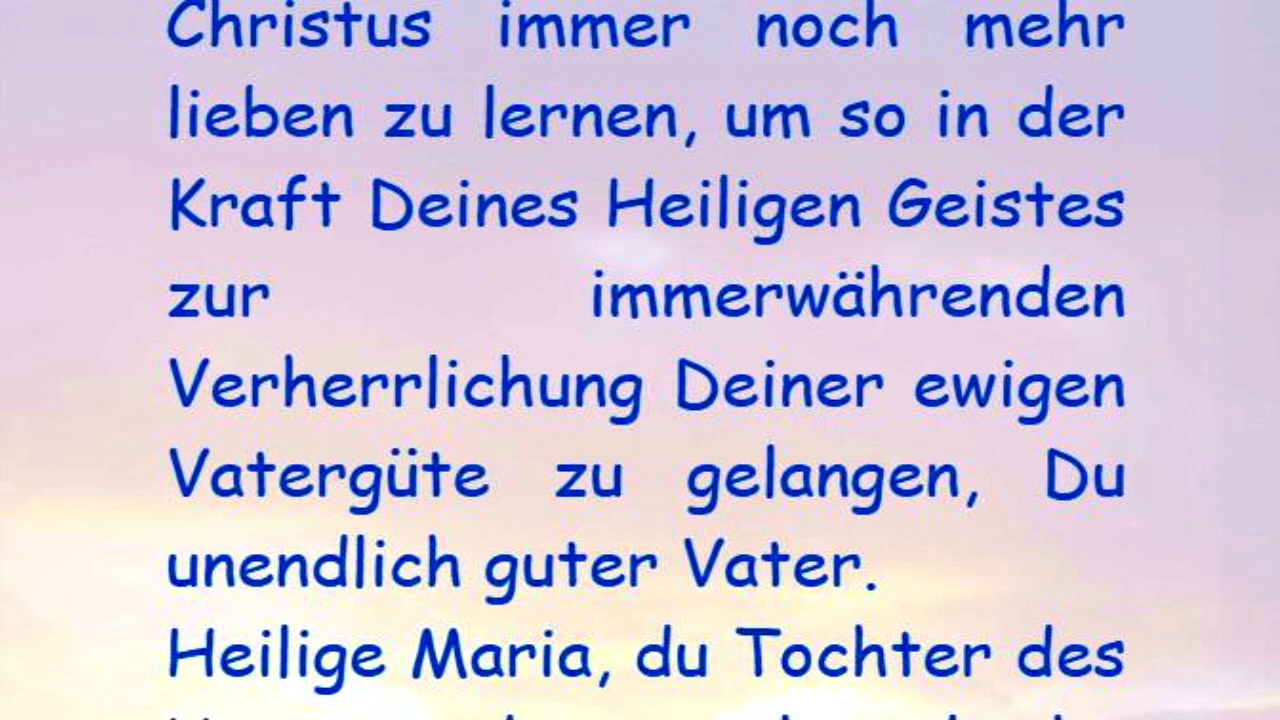 Christus immer noch mehr
lieben zu lernen, um so in der
Kraft Deines Heiligen Geistes
zur immerwährenden
Verherrlichung Deiner ewigen
Vatergüte zu gelangen, Du
unendlich guter Vater.
Heilige Maria, du Tochter des